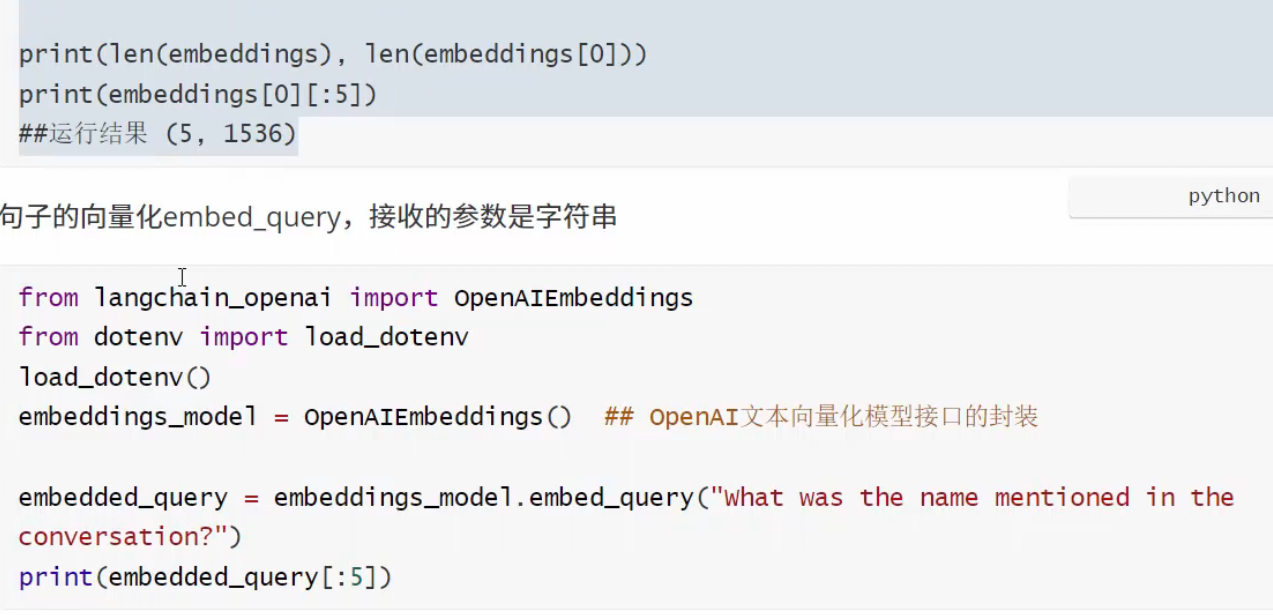 print(len(embeddings), len(embeddings[0]))
print(embeddings[0][:5])
##运行结果 (5, 1536)
python
句子的向量化embed_query，接收的参数是字符串
from langchain_openai import OpenAIEmbeddings
from dotenv import load_dotenv
load_dotenv()
embeddings_model = OpenAIEmbeddings()  ## OpenAI文本向量化模型接口的封装
embedded_query = embeddings_model.embed_query("What was the name mentioned in the
conversation?")
print(embedded_query[:5])